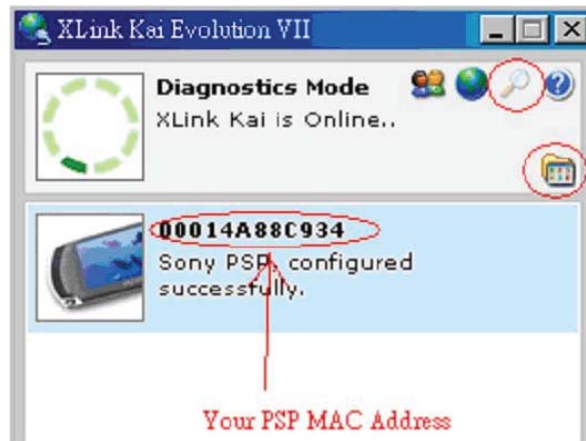 XLink Kai Evolution VII
Diagnostics Mode
XLink Kai is Online..
00014A88C934
Sony PSP, configured
successfully.
Your PSP MAC Address